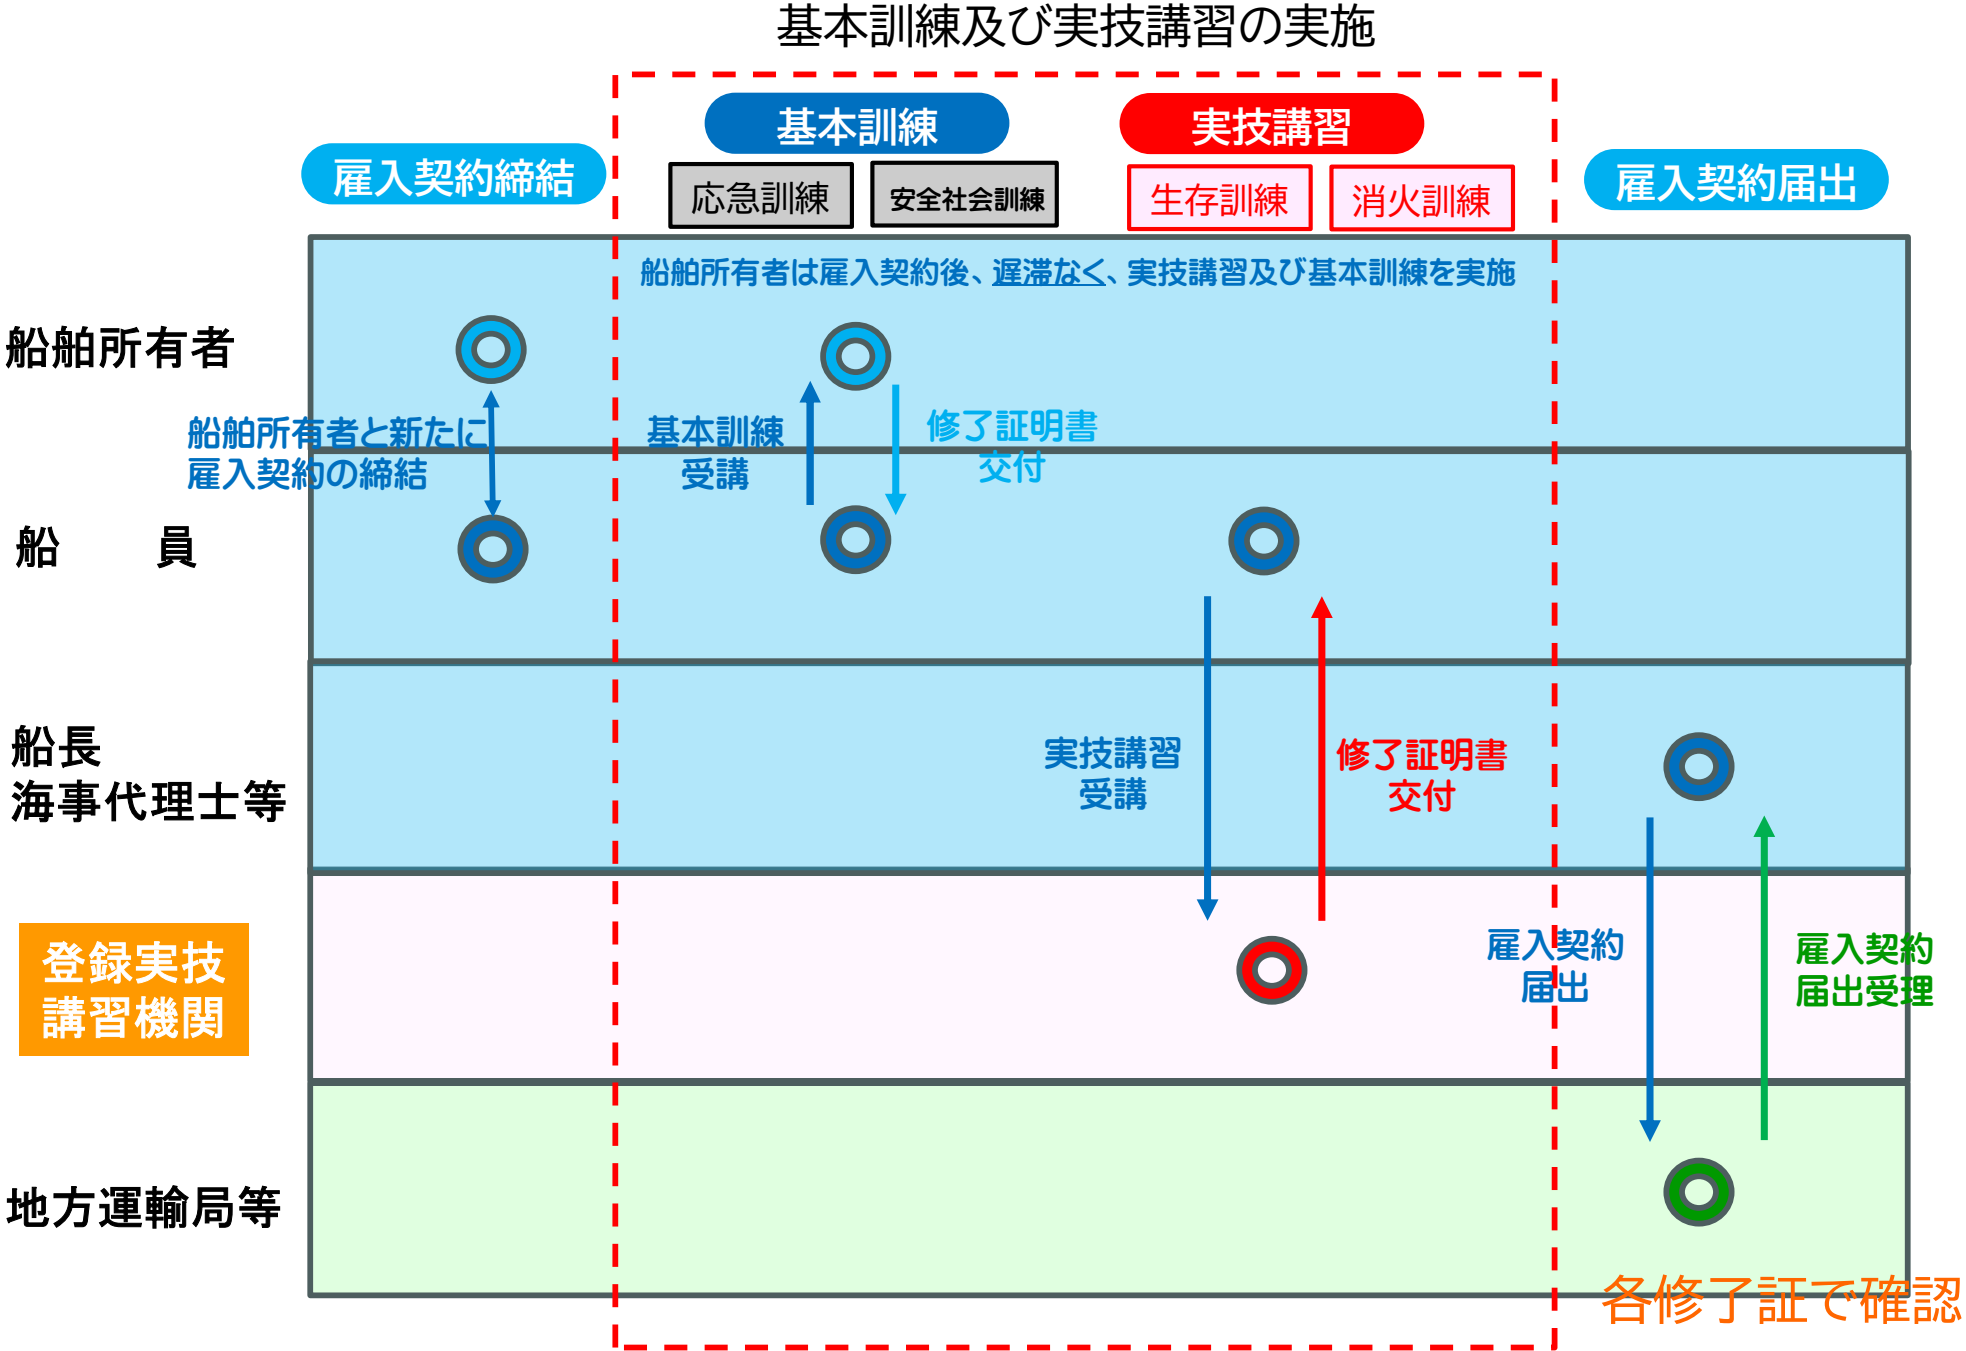 基本訓練及び実技講習の実施
基本訓練
実技講習
雇入契約締結
応急訓練
安全社会訓練
生存訓練
消火訓練
雇入契約届出
船舶所有者は雇入契約後、遅滞なく、実技講習及び基本訓練を実施
船舶所有者
船舶所有者と新たに
雇入契約の締結
基本訓練
受講
修了証明書
交付
船　　員
船長
海事代理士等
実技講習
受講
修了証明書
交付
登録実技
講習機関
雇入契約
届出
雇入契約
届出受理
地方運輸局等
各修了証で確認